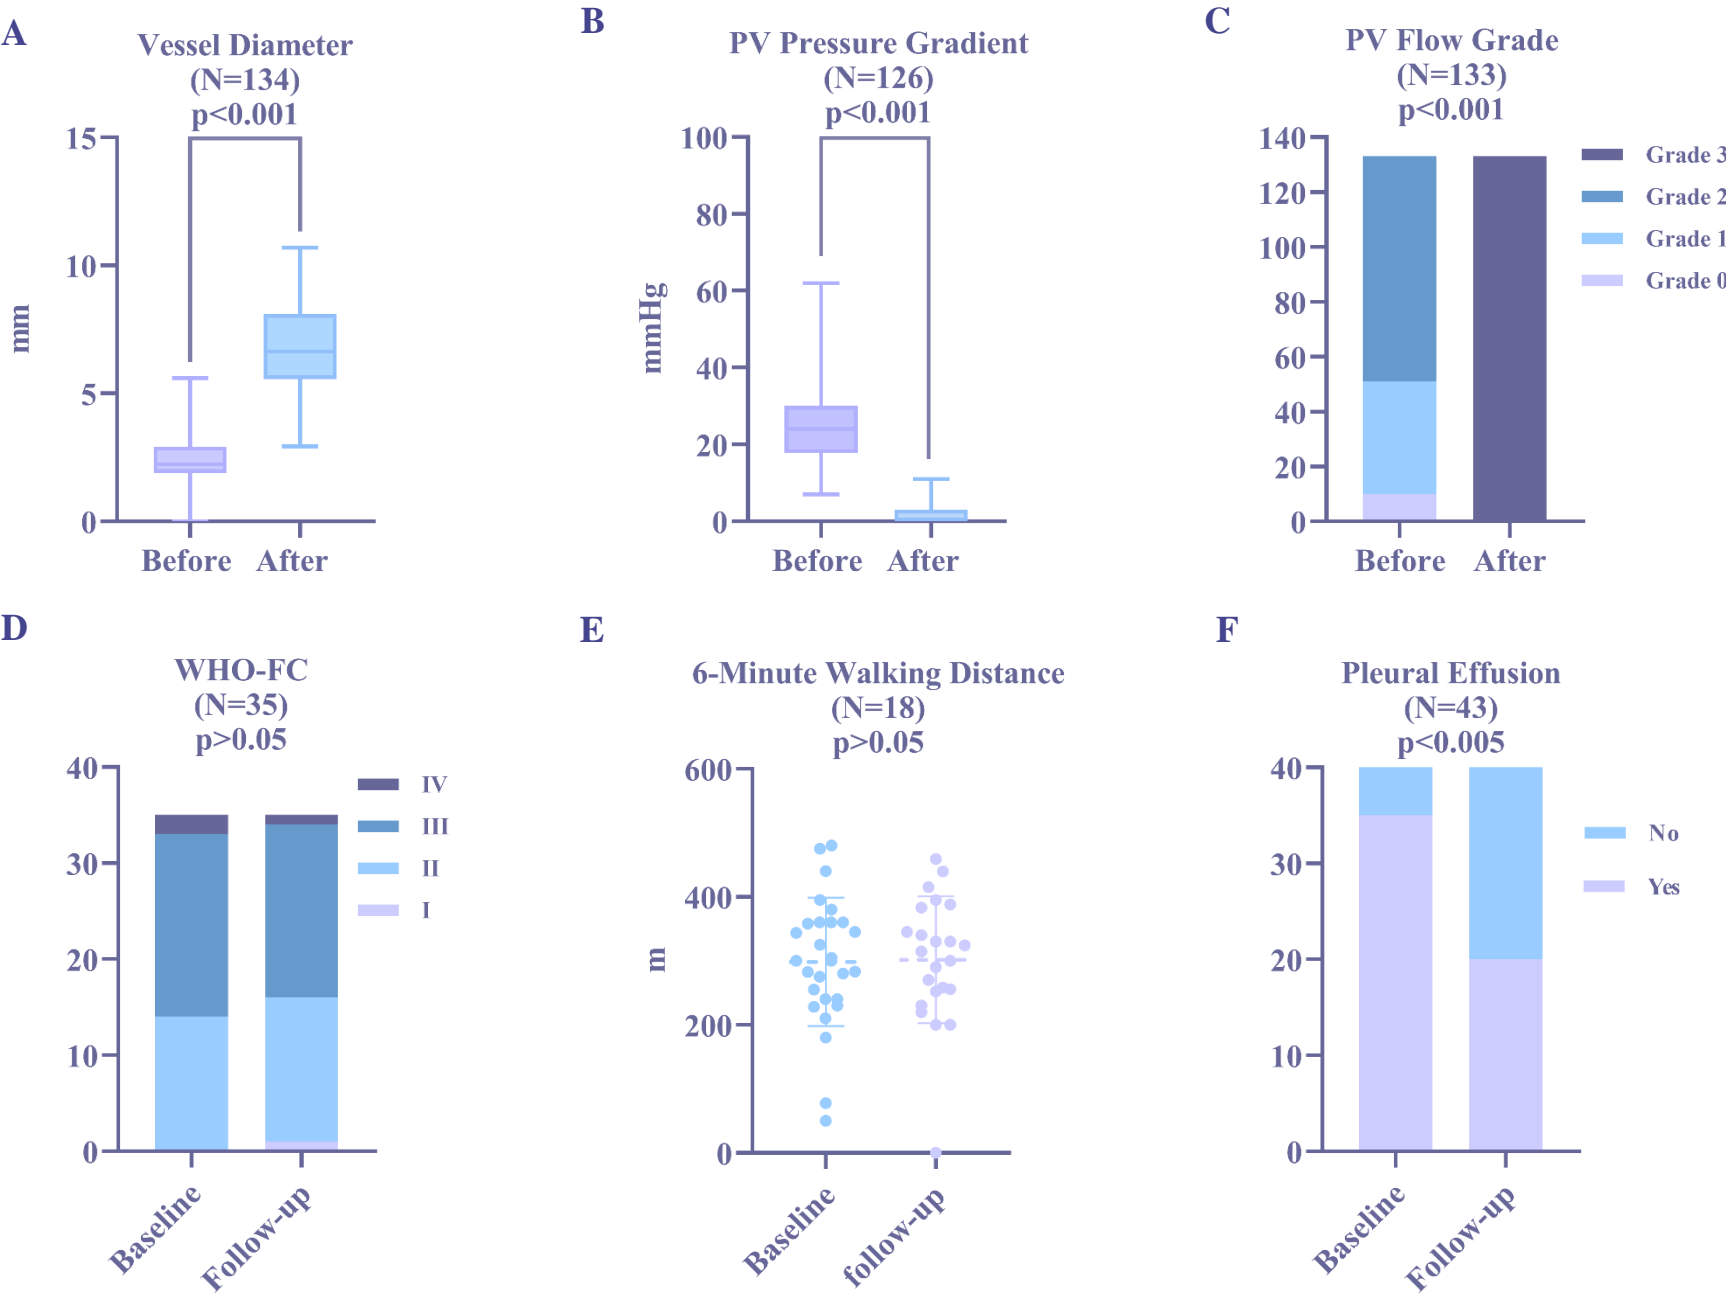 A
Vessel Diameter
(N=134)
p<0.001
15
10
5
0
mm
Before
After
B
PV Pressure Gradient
(N=126)
p<0.001
100
80
60
40
20
0
mmHg
Before
After
C
PV Flow Grade
(N=133)
p<0.001
140
120
100
80
60
40
20
0
Before
After
Grade 3
Grade 2
Grade 1
Grade 0
D
WHO-FC
(N=35)
p>0.05
40
30
20
10
0
Baseline
Follow-up
IV
III
II
I
E
6-Minute Walking Distance
(N=18)
p>0.05
600
400
200
0
m
Baseline
follow-up
F
Pleural Effusion
(N=43)
p<0.005
40
30
20
10
0
Baseline
Follow-up
No
Yes